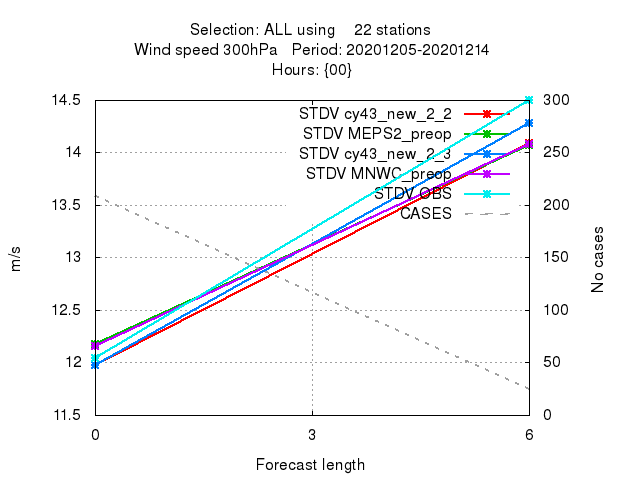 Selection: ALL using 22 stations
Wind speed 300hPa Period: 20201205-20201214
Hours: {00}
14.5
14
13.5
13
12.5
12
11.5
300
250
200
150
100
50
0
STDV cy43_new_2_2
STDV MEPS2_preop
STDV cy43_new_2_3
STDV MNWC_preop
STDV OBS
CASES
m/s
No cases
0 3 6
Forecast length